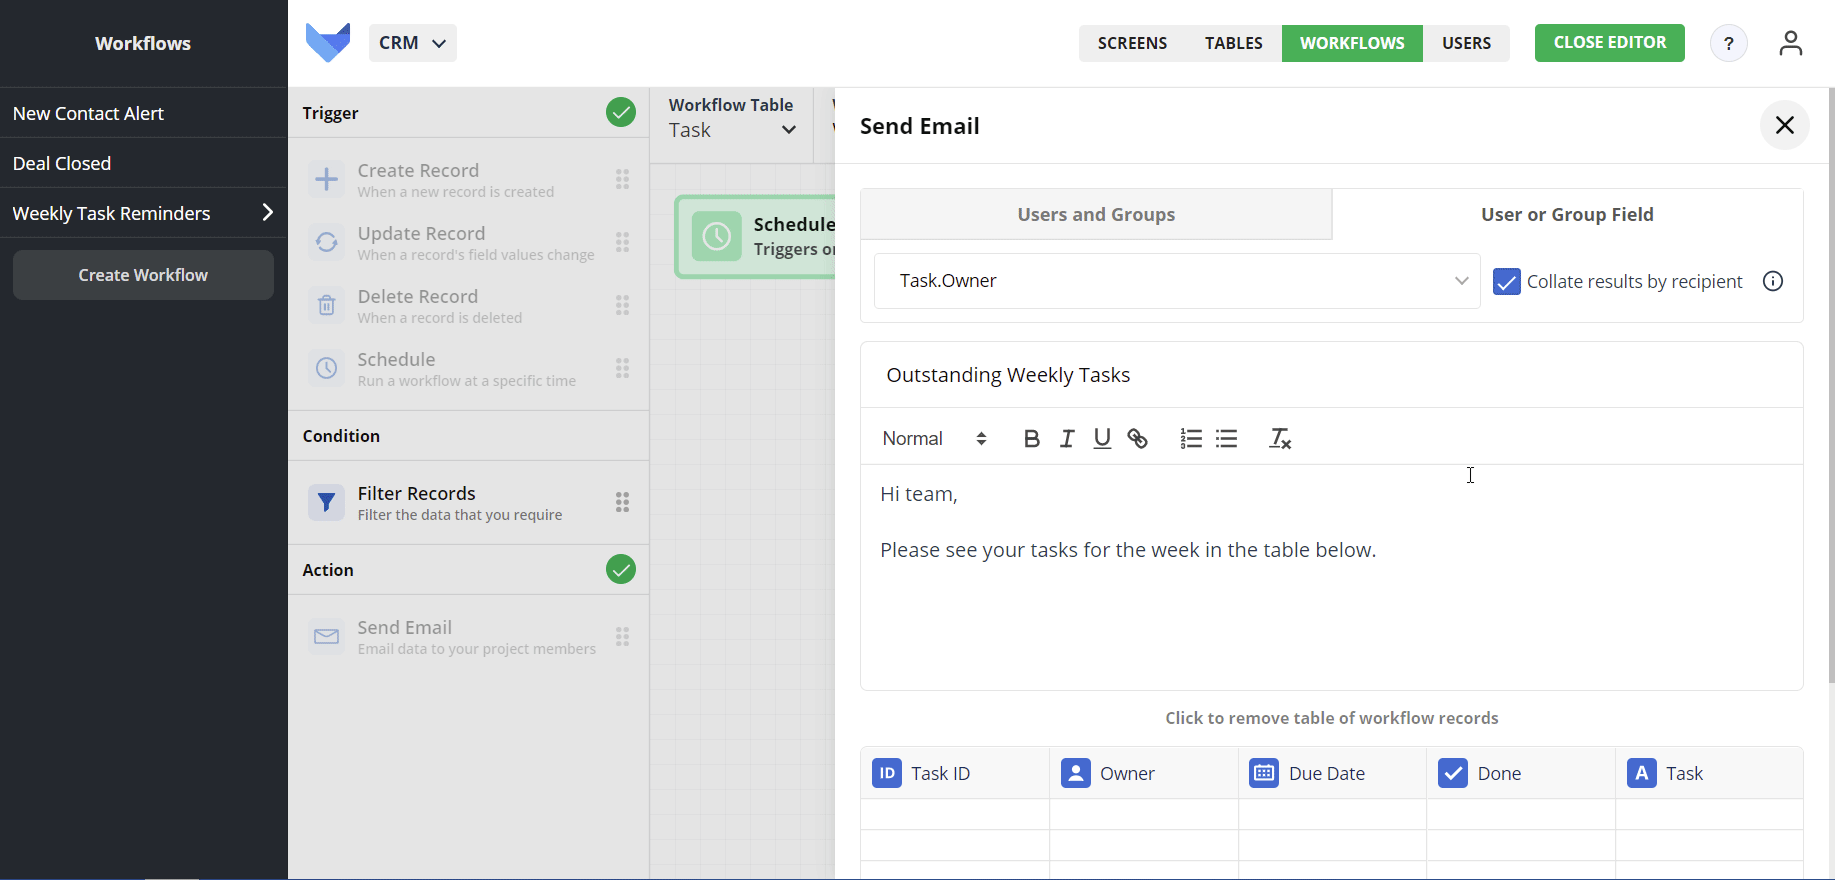 Workflows
New Contact Alert
Deal Closed
Weekly Task Reminders
Create Workflow
CRM
SCREENS
TABLES
WORKFLOWS
USERS
CLOSE EDITOR
?
Trigger
Create Record
When a new record is created
Update Record
When a record's field values change
Delete Record
When a record is deleted
Schedule
Run a workflow at a specific time
Condition
Filter Records
Filter the data that you require
Action
Send Email
Email data to your project members
Workflow Table
Task
Schedule
Triggers
Send Email
Users and Groups
User or Group Field
Task.Owner
Collate results by recipient
Outstanding Weekly Tasks
Normal
Hi team,
Please see your tasks for the week in the table below.
Click to remove table of workflow records
ID Task ID
Owner
Due Date
Done
A Task